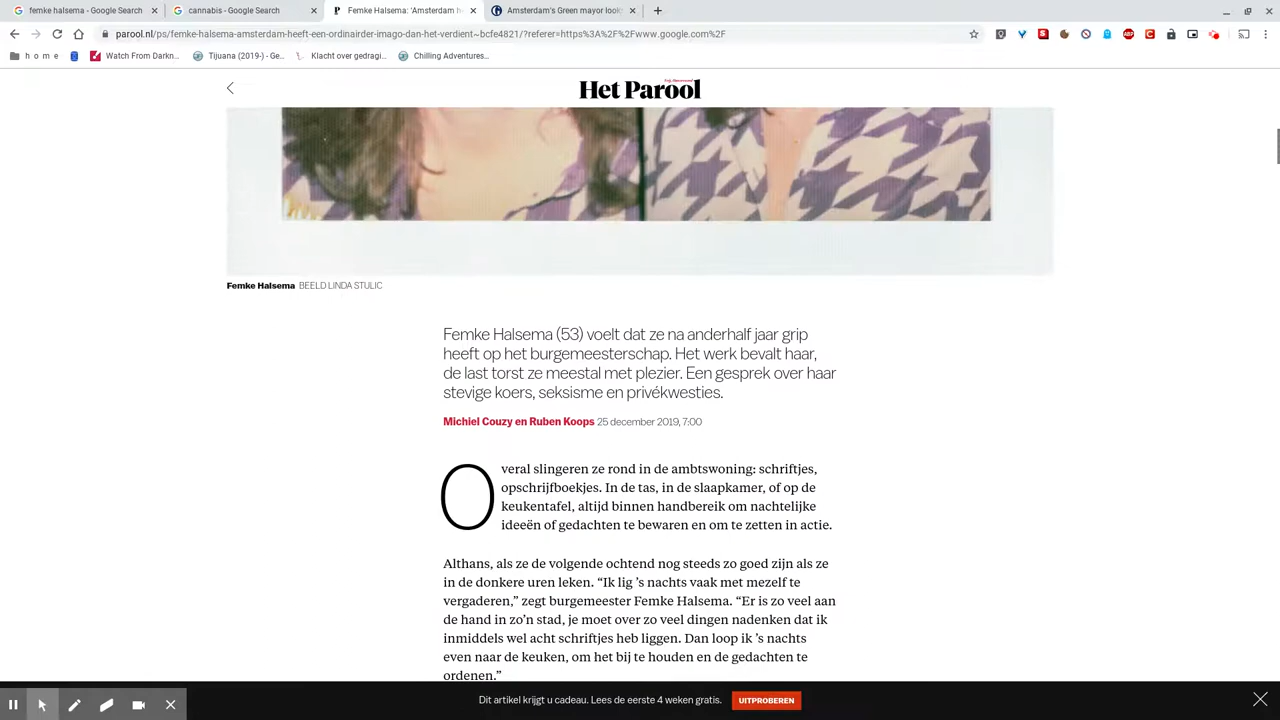 femke halsema - Google Search
cannabis - Google Search
Femke Halsema: 'Amsterdam h
Amsterdam's Green mayor look
parool.nl/ps/femke-halsema-amsterdam-heeft-een-ordinairder-imago-dan-het-verdient~bcfe4821/?referer=https%3A%2F%2Fwww.google.com%2F
h o m e
Watch From Darkn...
Tijuana (2019-) - Ge...
Klacht over gedragi...
Chilling Adventures...
Het Parool
Femke Halsema BEELD LINDA STULIC
Femke Halsema (53) voelt dat ze na anderhalf jaar grip
heeft op het burgemeesterschap. Het werk bevalt haar,
de last torst ze meestal met plezier. Een gesprek over haar
stevige koers, seksisme en privékwesties.
Michiel Couzy en Ruben Koops 25 december 2019, 7:00
Overal slingeren ze rond in de ambtswoning: schriftjes,
opschrijfboekjes. In de tas, in de slaapkamer, of op de
keukentafel, altijd binnen handbereik om nachtelijke
ideeën of gedachten te bewaren en om te zetten in actie.
Althans, als ze de volgende ochtend nog steeds zo goed zijn als ze
in de donkere uren leken. “Ik lig ’s nachts vaak met mezelf te
vergaderen,” zegt burgemeester Femke Halsema. “Er is zo veel aan
de hand in zo’n stad, je moet over zo veel dingen nadenken dat ik
inmiddels wel acht schriftjes heb liggen. Dan loop ik ’s nachts
even naar de keuken, om het bij te houden en de gedachten te
ordenen.”
Dit artikel krijgt u cadeau. Lees de eerste 4 weken gratis.
UITPROBEREN